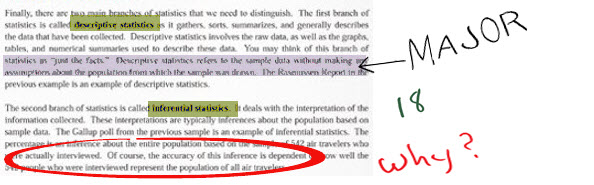 Finally, there are two main branches of statistics that we need to distinguish. The first branch of
statistics is called descriptive statistics as it gathers, sorts, summarizes, and generally describes
the data that have been collected. Descriptive statistics involves the raw data, as well as the graphs,
tables, and numerical summaries used to describe these data. You may think of this branch of
statistics as "just the facts." Descriptive statistics refers to the sample data without making any
assumptions about the population from which the sample was drawn. The Rasmussen Report in the
previous example is an example of descriptive statistics.
MAJOR
18
The second branch of statistics is called inferential statistics. It deals with the interpretation of the
information collected. These interpretations are typically inferences about the population based on
sample data. The Gallup poll from the previous sample is an example of inferential statistics. The
percentage is an inference about the entire population based on the sample of 542 air travelers who
were actually interviewed. Of course, the accuracy of this inference is dependent how well the
people who were interviewed represent the population of all air travelers
Why?